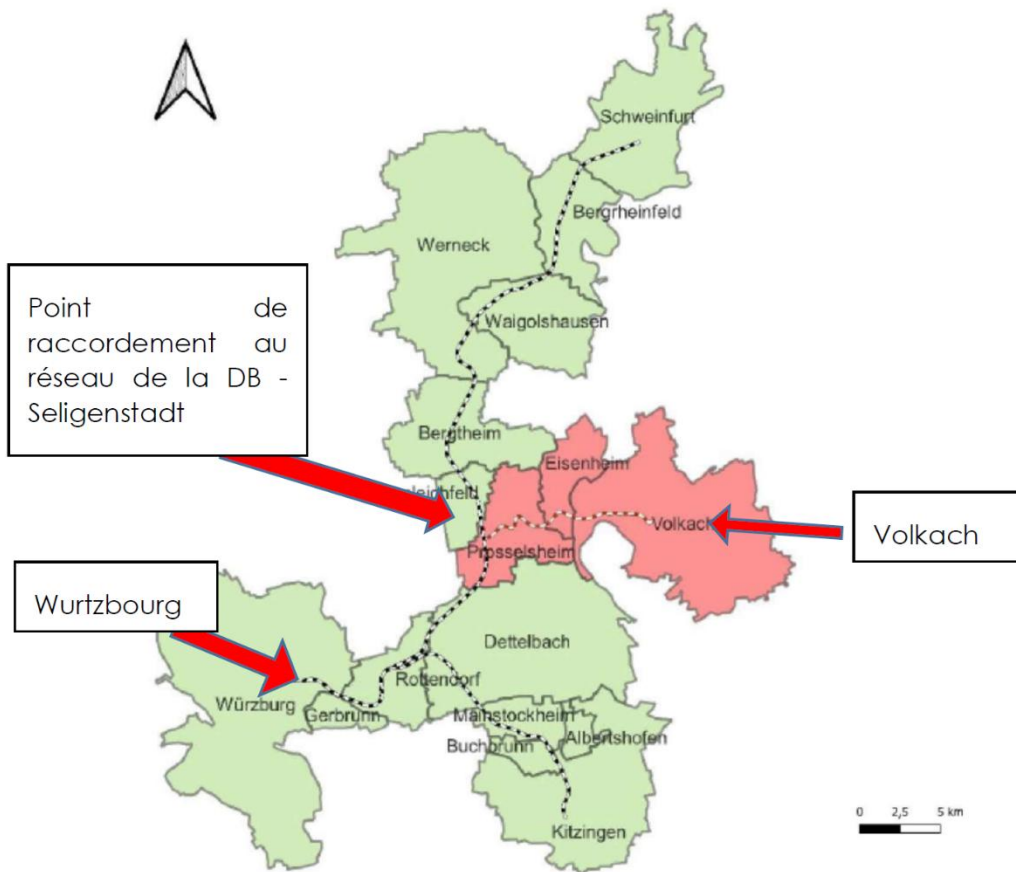 Schweinfurt
Bergrheinfeld
Werneck
Point de
raccordement au
réseau de la DB -
Seligenstadt
Waigolshausen
Bergtheim
Eisenheim
leichfeld
Volkach
Volkach
Prosselsheim
Wurtzbourg
Dettelbach
Rottendorf
Würzburg
Gerbrunn
Mainstockheim
Buchbrunn
Albertshofen
Kitzingen
0 2,5 5 km